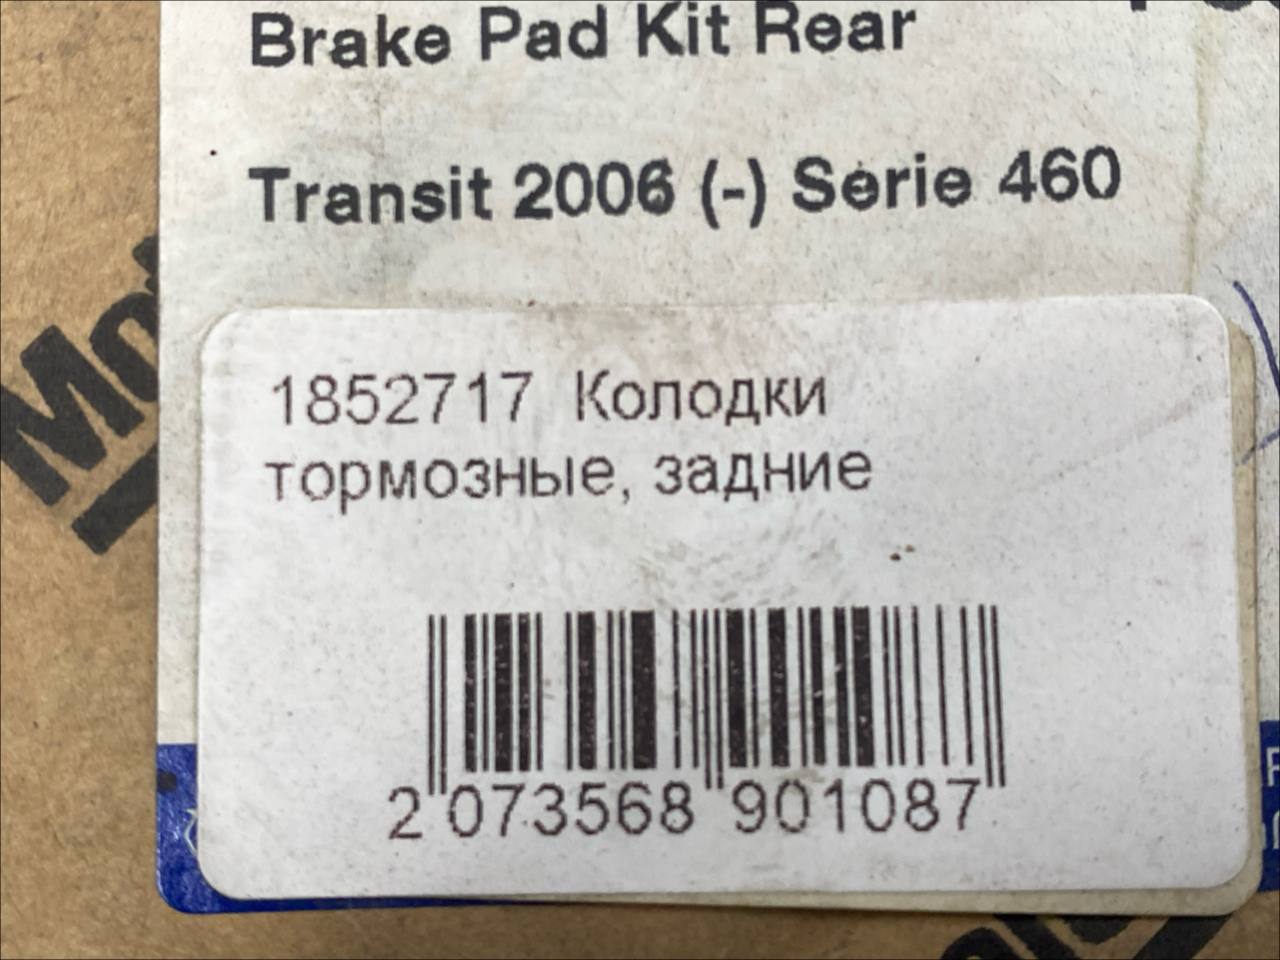 Brake Pad Kit Rear
Transit 2006 (-) Serie 460
1852717 Колодки
тормозные, задние
2 073568 901087